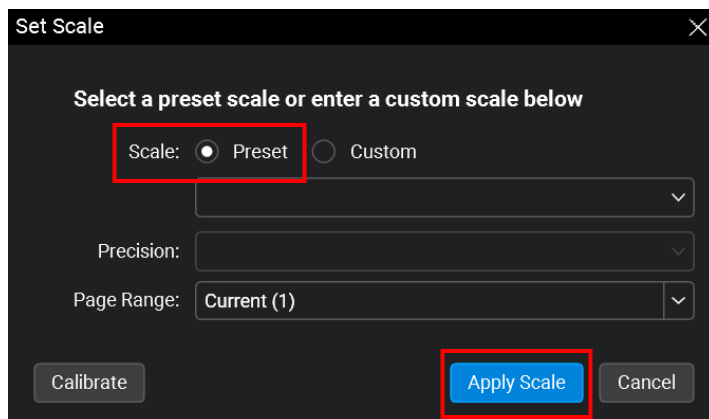 Set Scale
Select a preset scale or enter a custom scale below
Scale: Preset Custom
Precision:
Page Range: Current (1)
Calibrate Apply Scale Cancel